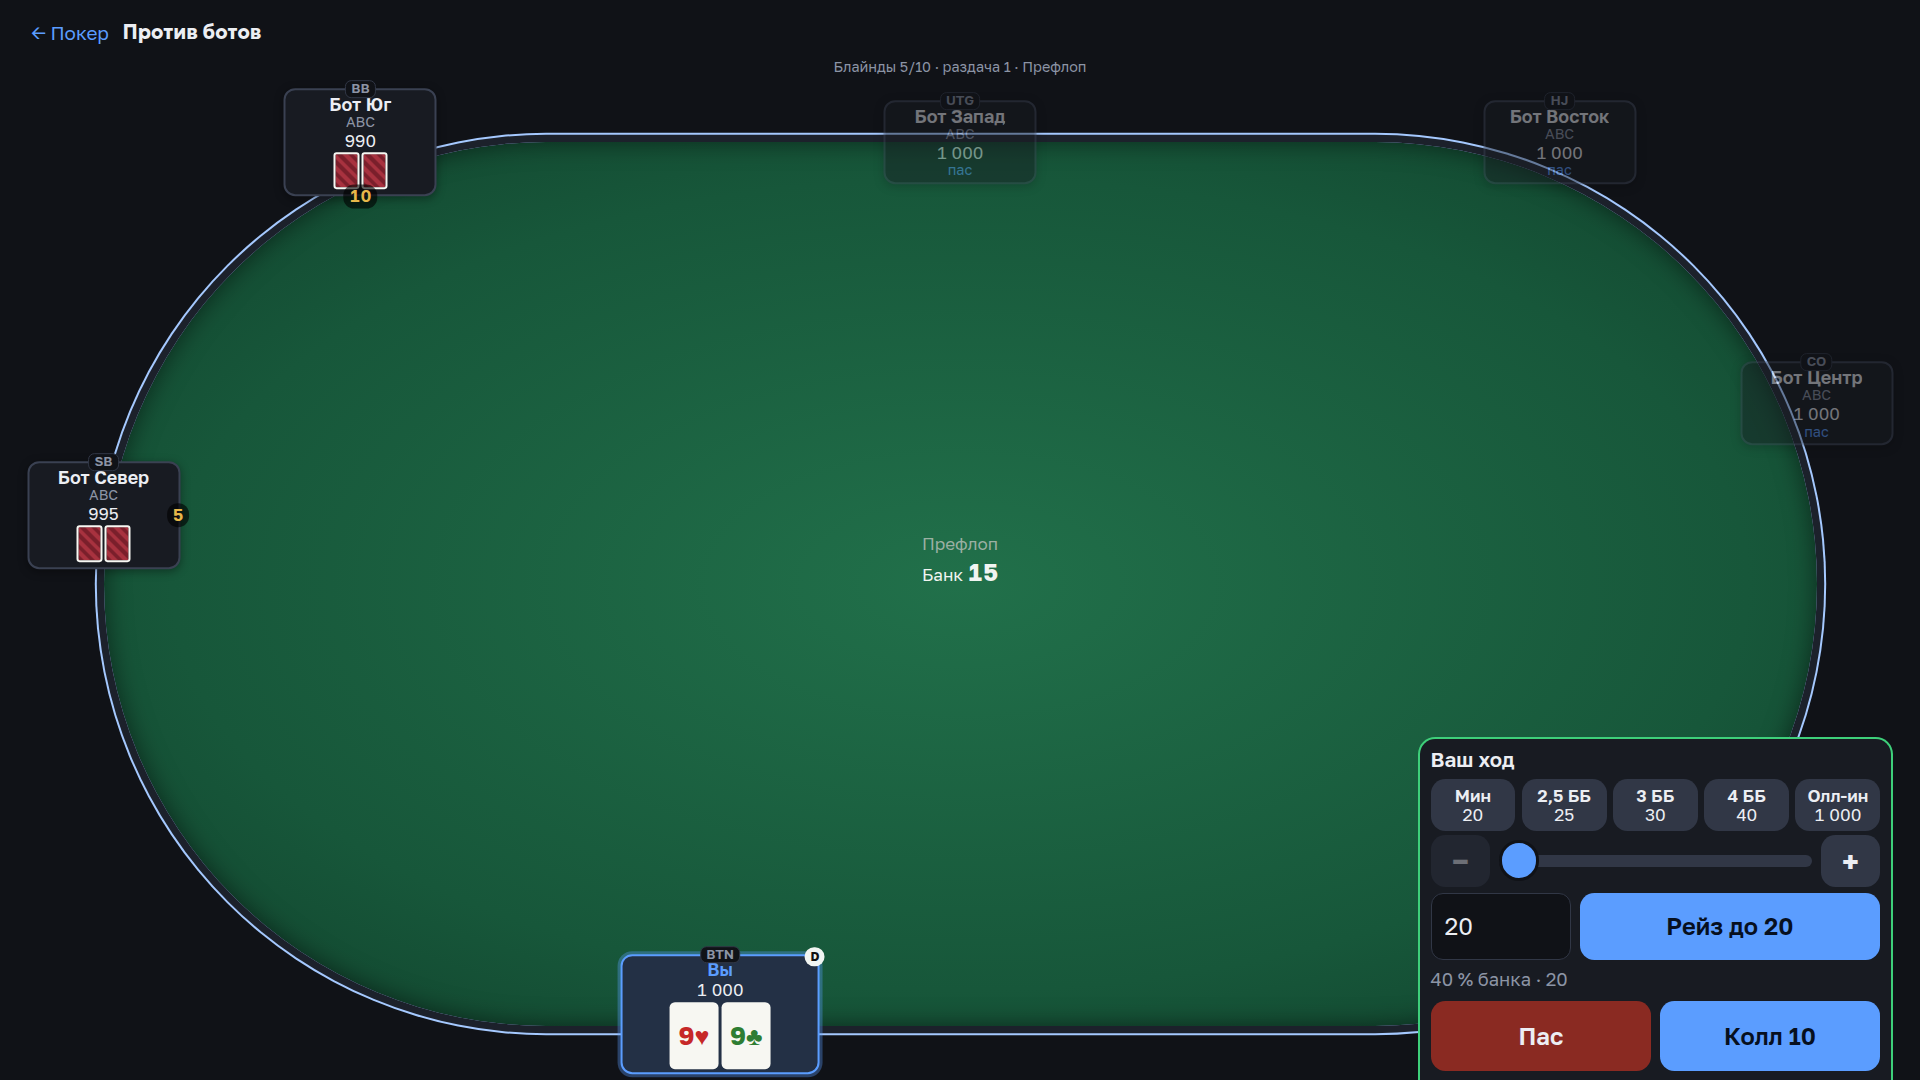 ← Покер Против ботов
Блайнды 5/10 · раздача 1 · Префлоп
BB
Бот Юг
ABC
990
10
UTG
Бот Запад
ABC
1 000
пас
HJ
Бот Восток
ABC
1 000
пас
CO
Бот Центр
ABC
1 000
пас
SB
Бот Север
ABC
995
5
Префлоп
Банк 15
BTN
D
Вы
1 000
9♥ 9♣
Ваш ход
Мин 2,5 ББ 3 ББ 4 ББ Олл-ин
20 25 30 40 1 000
− +
20 Рейз до 20
40 % банка · 20
Пас Колл 10